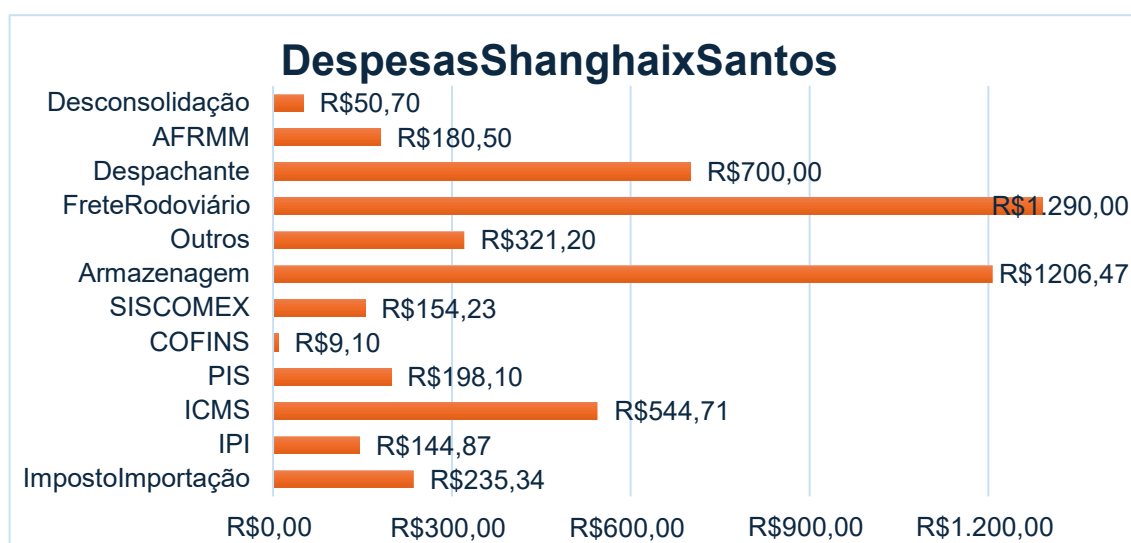 DespesasShanghaixSantos
Desconsolidação R$50,70
AFRMM R$180,50
Despachante R$700,00
FreteRodoviário R$1.290,00
Outros R$321,20
Armazenagem R$1206,47
SISCOMEX R$154,23
COFINS R$9,10
PIS R$198,10
ICMS R$544,71
IPI R$144,87
ImpostoImportação R$235,34
R$0,00 R$300,00 R$600,00 R$900,00 R$1.200,00